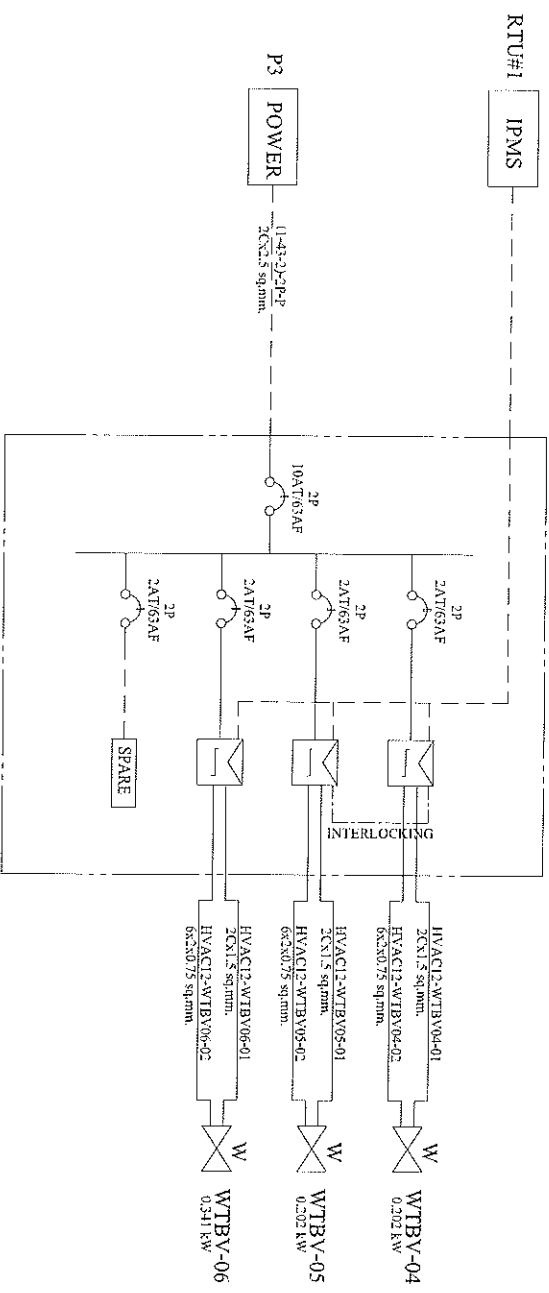 RTU#1
IPMS
P3
POWER
(1-43-2)-2P-P
2Cx2.5 sq.mm.
2P
10AT/63AF
2P
2AT/63AF
2P
2AT/63AF
2P
2AT/63AF
2P
2AT/63AF
SPARE
INTERLOCKING
HVAC12-WTBV04-01
2Cx1.5 sq.mm.
HVAC12-WTBV04-02
6x2x0.75 sq.mm.
W
WTBV-04
0.202 kW
HVAC12-WTBV05-01
2Cx1.5 sq.mm.
HVAC12-WTBV05-02
6x2x0.75 sq.mm.
W
WTBV-05
0.202 kW
HVAC12-WTBV06-01
2Cx1.5 sq.mm.
HVAC12-WTBV06-02
6x2x0.75 sq.mm.
W
WTBV-06
0.341 kW